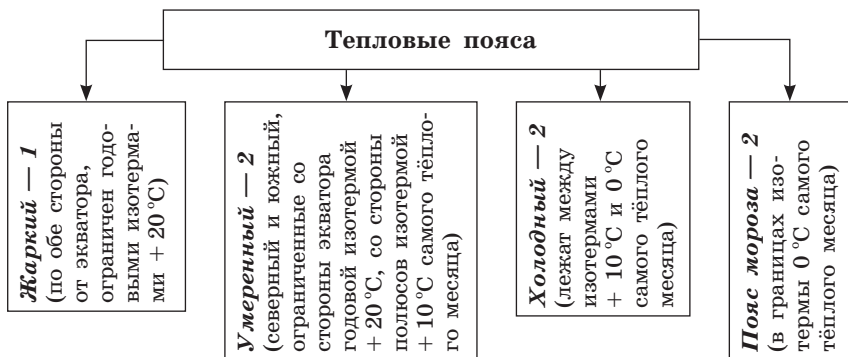 Тепловые пояса
Жаркий — 1
(по обе стороны
от экватора,
ограничен годо-
выми изотерма-
ми + 20 °С)
Умеренный — 2
(северный и южный,
ограниченные со
стороны экватора
годовой изотермой
+ 20 °С, со стороны
полюсов изотермой
+ 10 °С самого тёпло-
го месяца)
Холодный — 2
(лежат между
изотермами
+ 10 °С и 0 °С
самого тёплого
месяца)
Пояс мороза — 2
(в границах изо-
термы 0 °С самого
тёплого месяца)